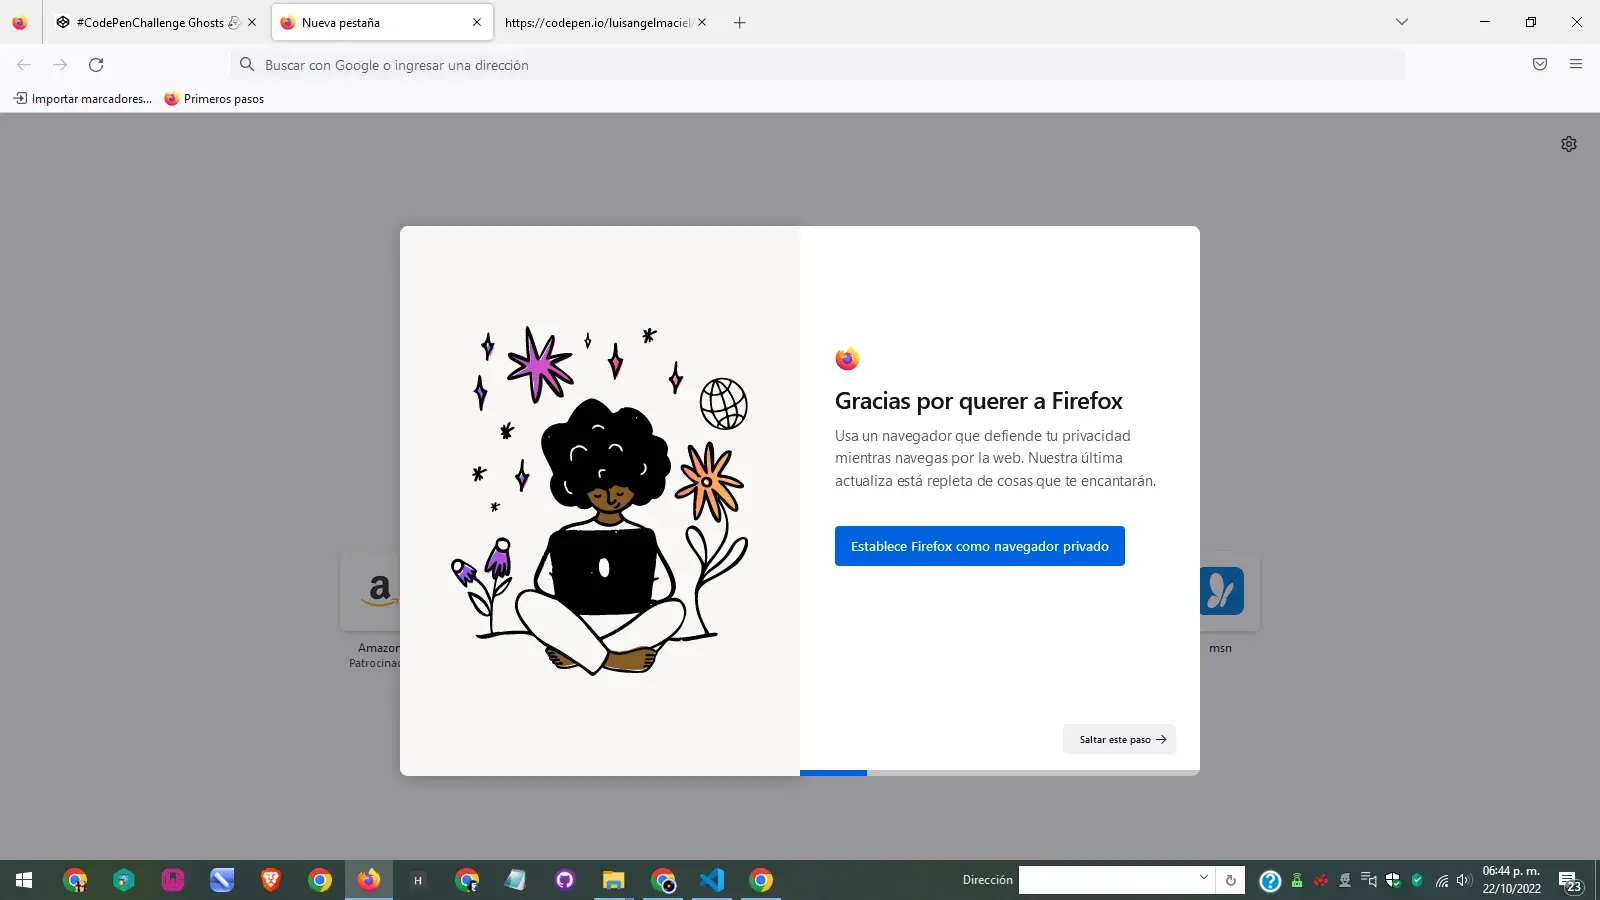 #CodePenChallenge Ghosts
Nueva pestaña
https://codepen.io/luisangelmaciel/
Buscar con Google o ingresar una dirección
Importar marcadores...
Primeros pasos
Gracias por querer a Firefox
Usa un navegador que defiende tu privacidad
mientras navegas por la web. Nuestra última
actualiza está repleta de cosas que te encantarán.
Establece Firefox como navegador privado
a
Amazon
Patrocinad
msn
Saltar este paso
H
Dirección
06:44 p. m.
22/10/2022
23